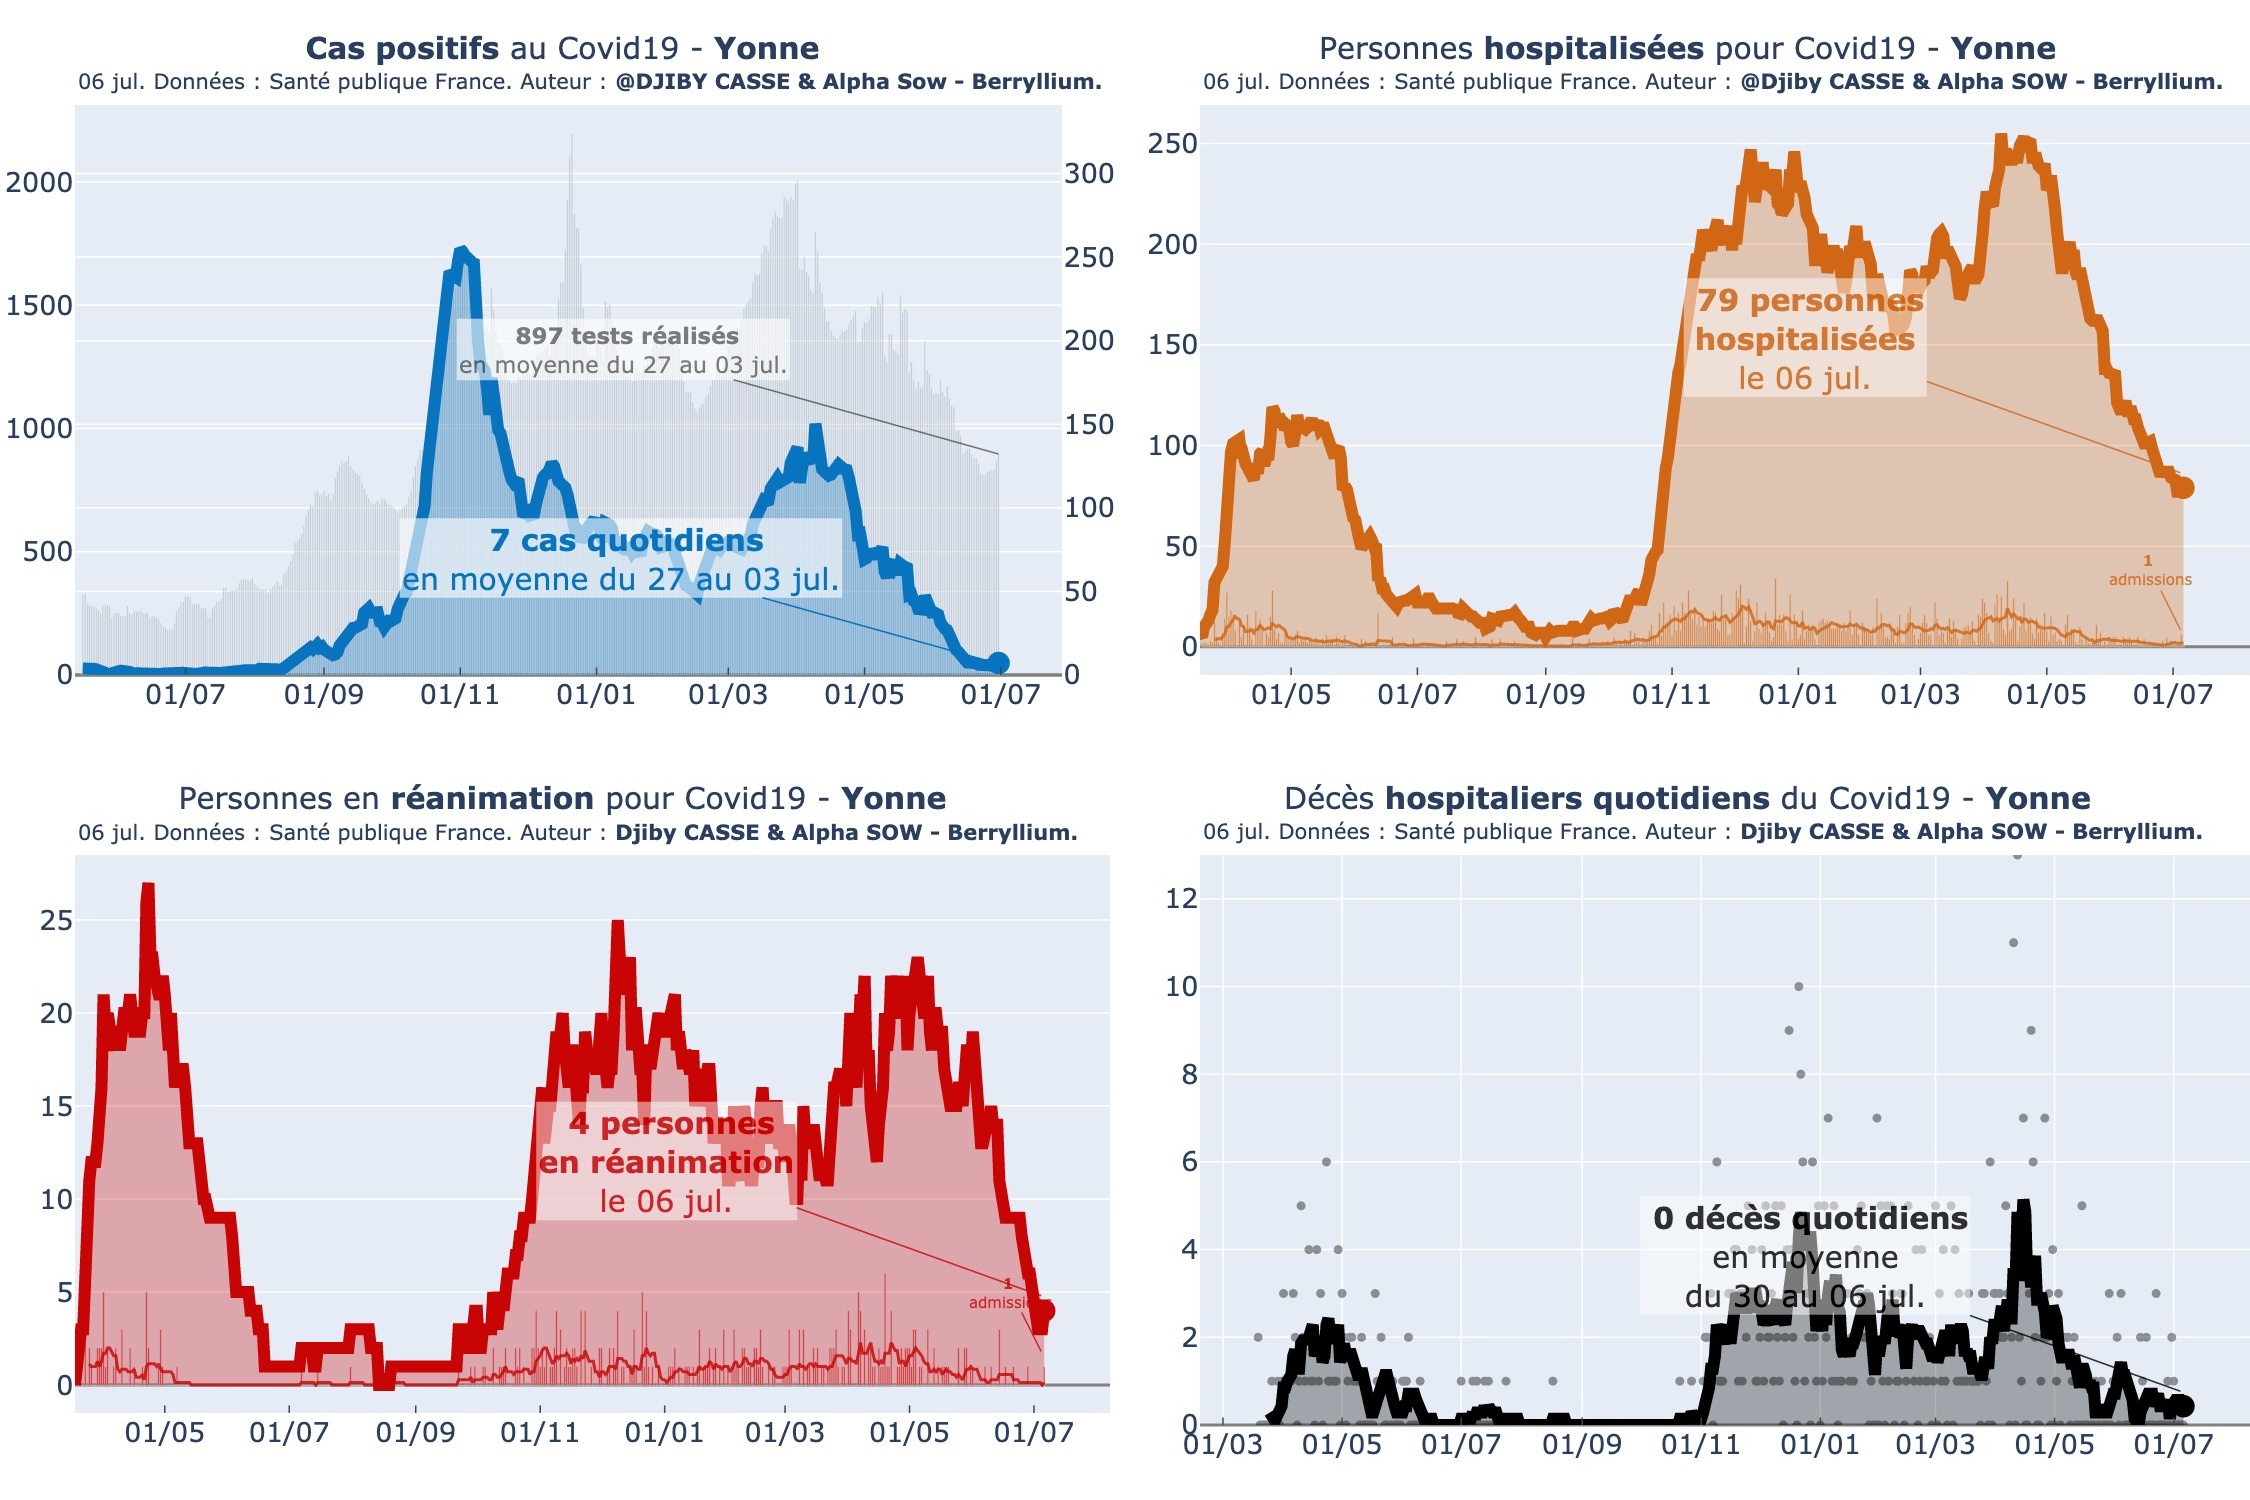 Cas positifs au Covid19 - Yonne
06 jul. Données : Santé publique France. Auteur : @DJIBY CASSE & Alpha Sow - Berryllium.
2000
1500
1000
500
0
300
250
200
150
100
50
0
897 tests réalisés
en moyenne du 27 au 03 jul.
7 cas quotidiens
en moyenne du 27 au 03 jul.
01/07 01/09 01/11 01/01 01/03 01/05 01/07
Personnes hospitalisées pour Covid19 - Yonne
06 jul. Données : Santé publique France. Auteur : @Djiby CASSE & Alpha SOW - Berryllium.
250
200
150
100
50
0
79 personnes
hospitalisées
le 06 jul.
1
admissions
01/05 01/07 01/09 01/11 01/01 01/03 01/05 01/07
Personnes en réanimation pour Covid19 - Yonne
06 jul. Données : Santé publique France. Auteur : Djiby CASSE & Alpha SOW - Berryllium.
25
20
15
10
5
0
4 personnes
en réanimation
le 06 jul.
1
admissions
01/05 01/07 01/09 01/11 01/01 01/03 01/05 01/07
Décès hospitaliers quotidiens du Covid19 - Yonne
06 jul. Données : Santé publique France. Auteur : Djiby CASSE & Alpha SOW - Berryllium.
12
10
8
6
4
2
0
0 décès quotidiens
en moyenne
du 30 au 06 jul.
01/03 01/05 01/07 01/09 01/11 01/01 01/03 01/05 01/07